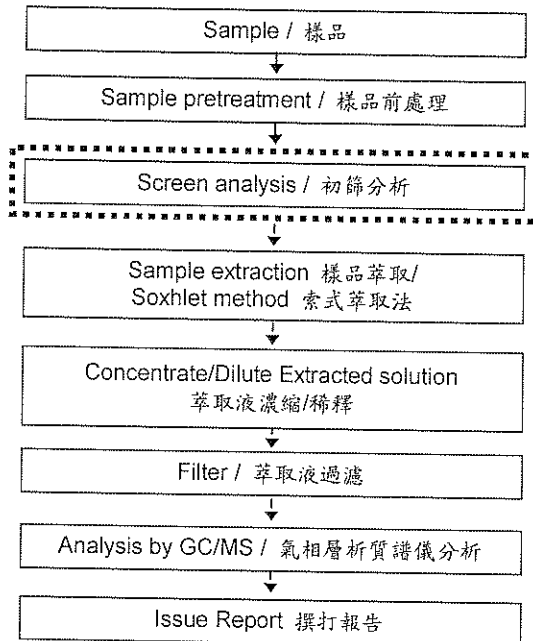 Sample / 樣品
Sample pretreatment / 樣品前處理
Screen analysis / 初篩分析
Sample extraction 樣品萃取/
Soxhlet method 索式萃取法
Concentrate/Dilute Extracted solution
萃取液濃縮/稀釋
Filter / 萃取液過濾
Analysis by GC/MS / 氣相層析質譜儀分析
Issue Report 撰打報告